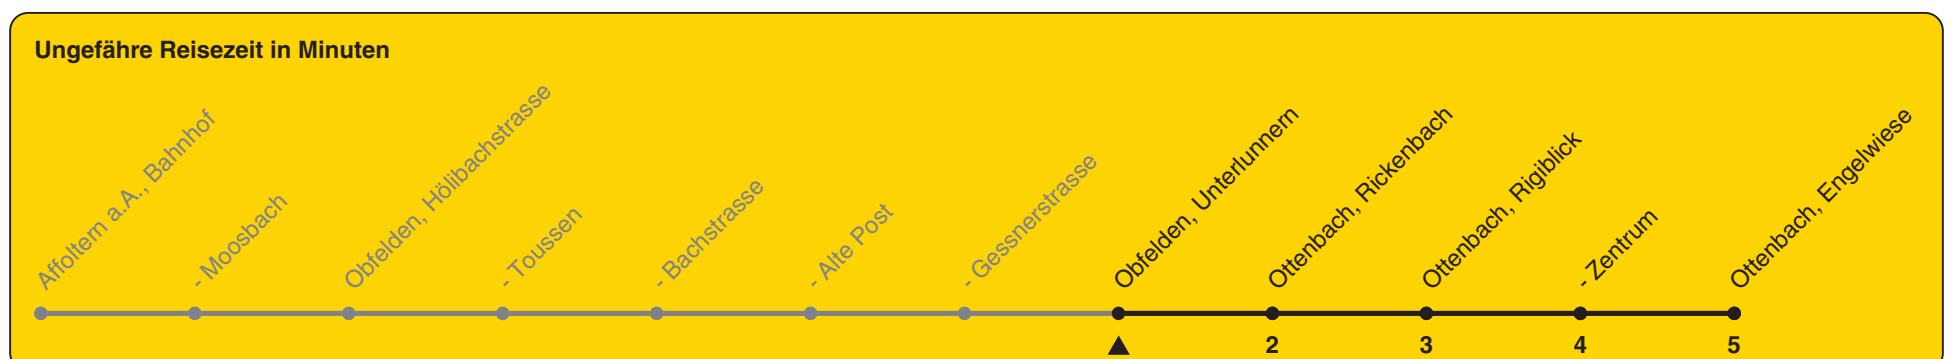 Ungefähre Reisezeit in Minuten
Affoltern a.A., Bahnhof
- Moosbach
Obfelden, Hölibachstrasse
- Toussen
- Bachstrasse
- Alte Post
- Gessnerstrasse
Obfelden, Unterlunnern
Ottenbach, Rickenbach
Ottenbach, Rigiblick
- Zentrum
Ottenbach, Engelwiese
2 3 4 5